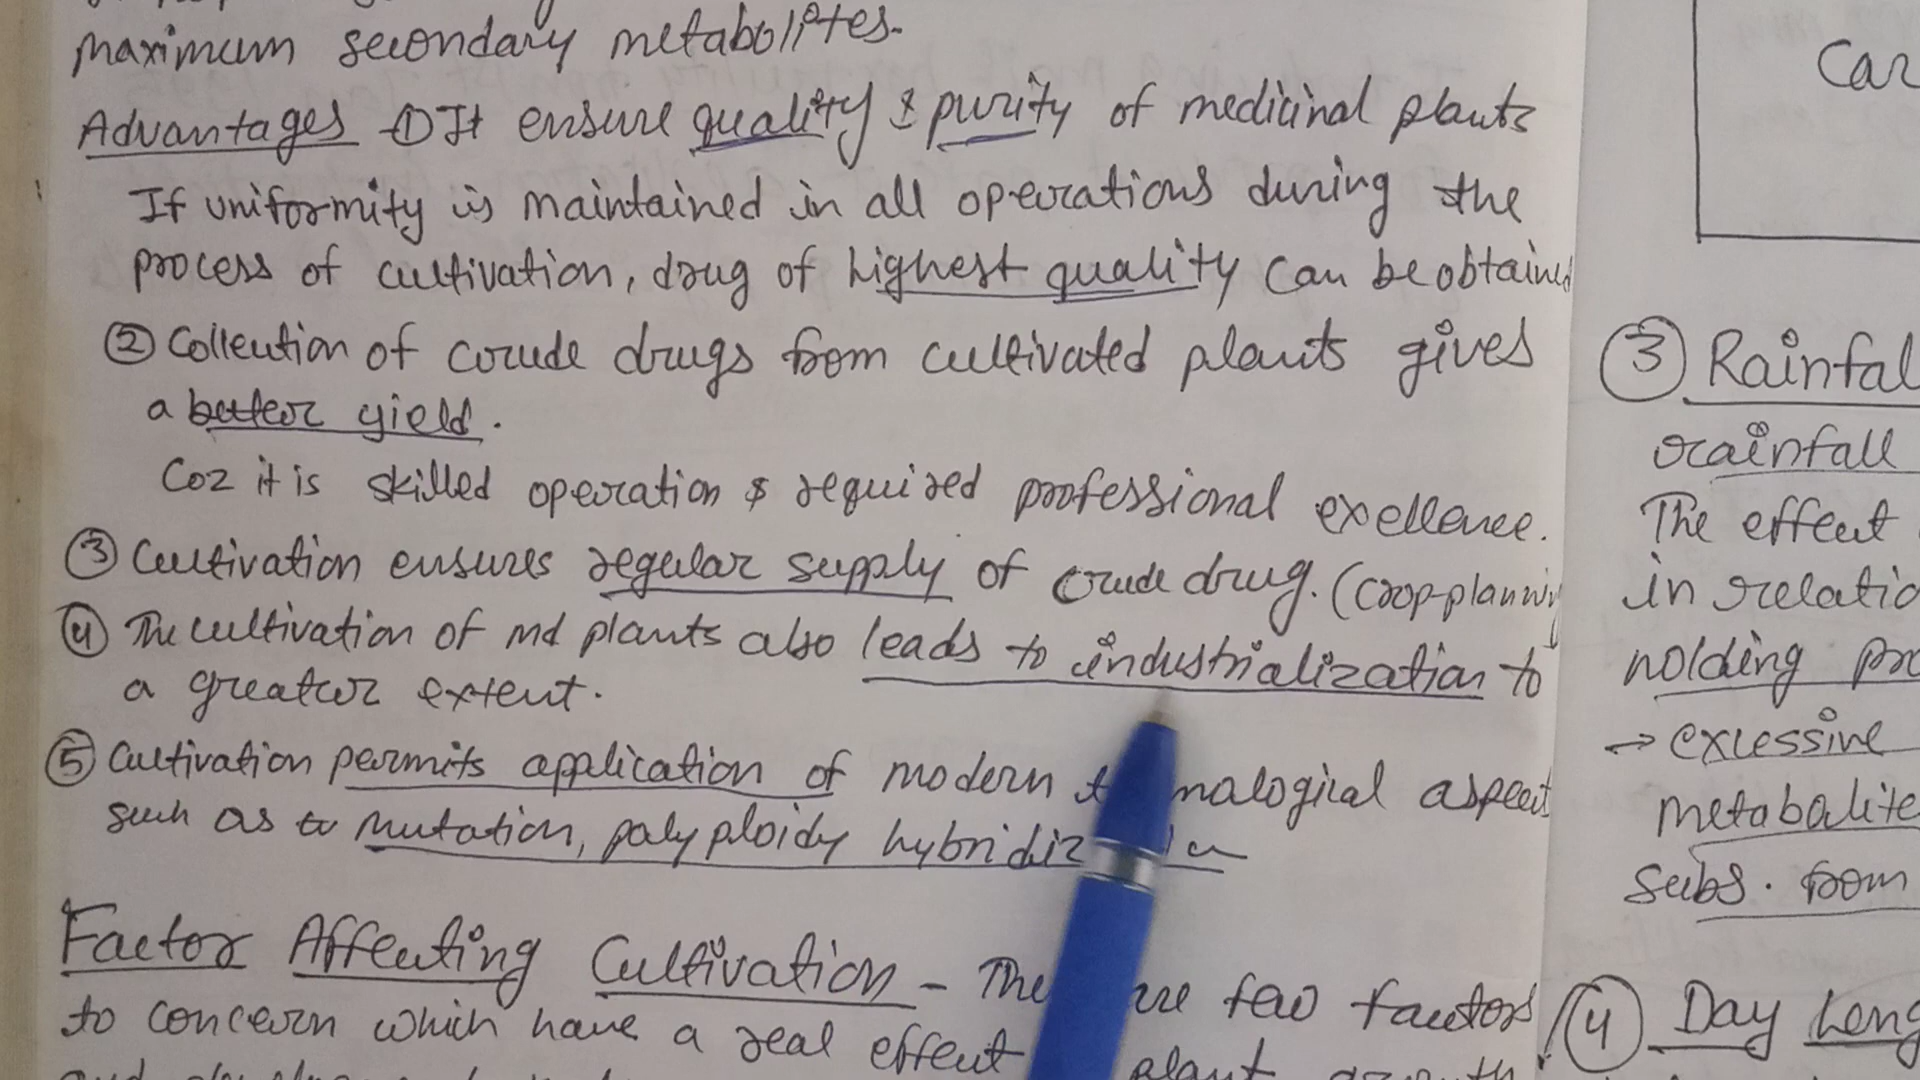 maximum secondary metabolites.
Advantages - ① It ensure quality & purity of medicinal plants
If uniformity is maintained in all operations during the
process of cultivation, drug of highest quality can be obtained
② Collection of crude drugs from cultivated plants gives
a better yield.
Coz it is skilled operation & required professional exellence.
③ Cultivation ensures regular supply of crude drug. (crop-planni
④ The cultivation of md plants also leads to industrialization to
a greater extent.
⑤ Cultivation permits application of modern nalogical aspect
such as to mutation, polyploidy hybridiz
Factor Affecting Cultivation - The re few factors
to concern which have a real effect
plant growth
Car
③ Rainfal
rainfall
The effect
in relatio
holding pro
→ excessive
metabolite
subs. from
④ Day Leng